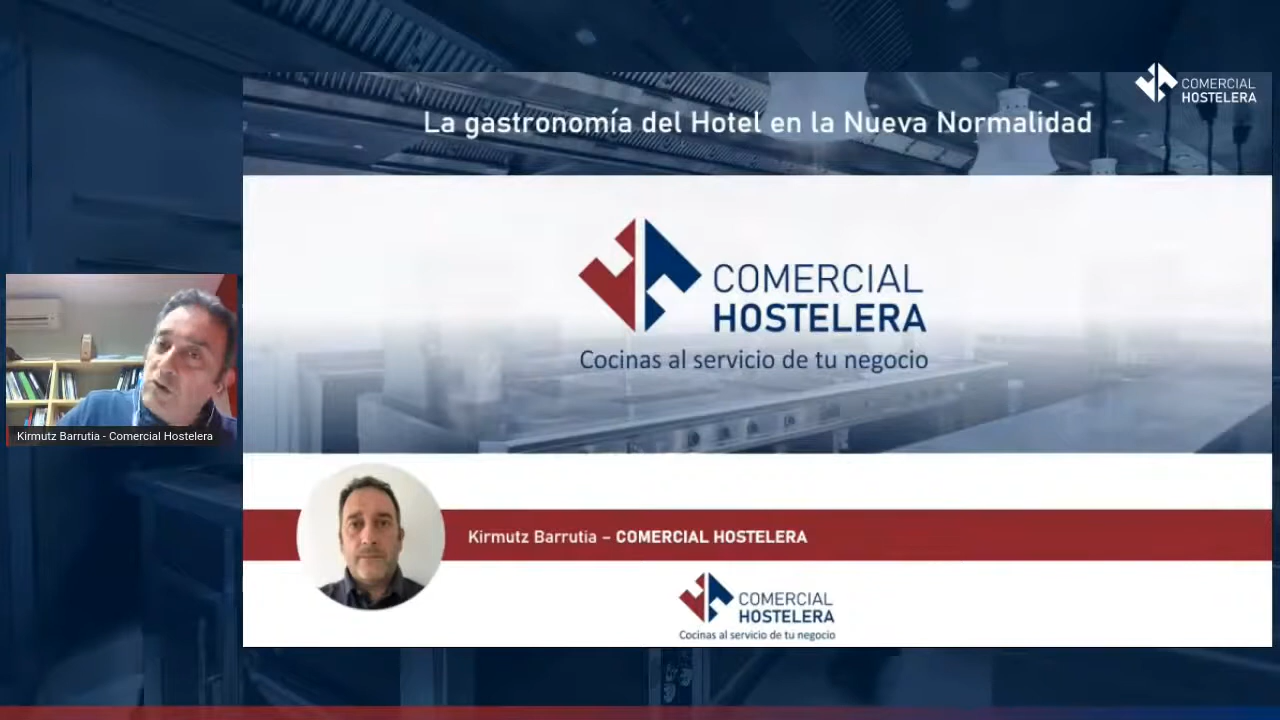 COMERCIAL
HOSTELERA
La gastronomía del Hotel en la Nueva Normalidad
COMERCIAL
HOSTELERA
Cocinas al servicio de tu negocio
Kirmutz Barrutia - Comercial Hostelera
Kirmutz Barrutia – COMERCIAL HOSTELERA
COMERCIAL
HOSTELERA
Cocinas al servicio de tu negocio